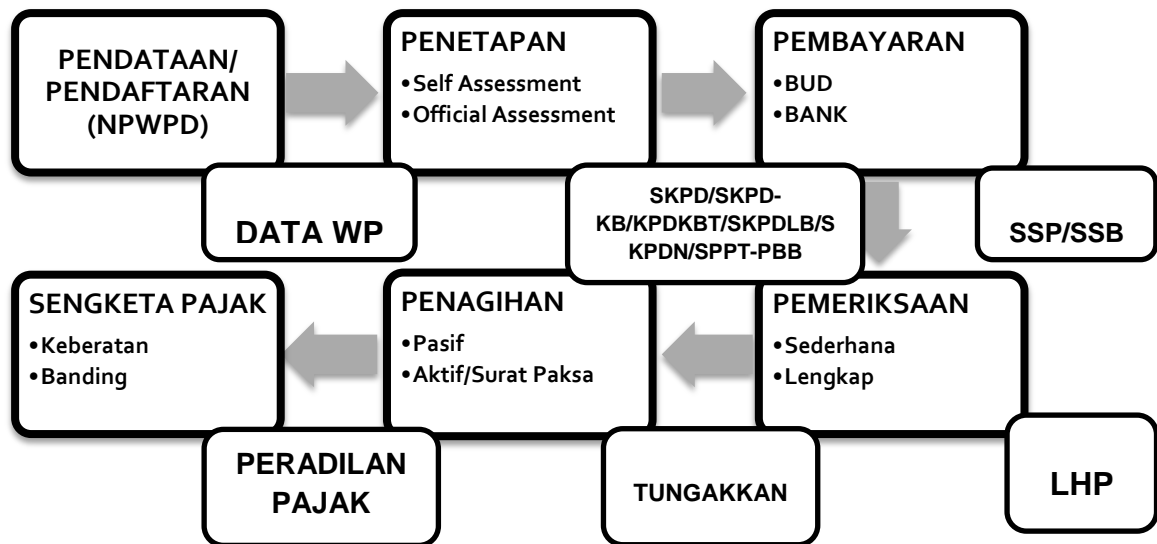 PENDATAAN/
PENDAFTARAN
(NPWPD)
DATA WP
PENETAPAN
•Self Assessment
•Official Assessment
SKPD/SKPD-
KB/KPDKBT/SKPDLB/S
KPDN/SPPT-PBB
PEMBAYARAN
•BUD
•BANK
SSP/SSB
PEMERIKSAAN
•Sederhana
•Lengkap
LHP
PENAGIHAN
•Pasif
•Aktif/Surat Paksa
TUNGAKKAN
SENGKETA PAJAK
•Keberatan
•Banding
PERADILAN
PAJAK